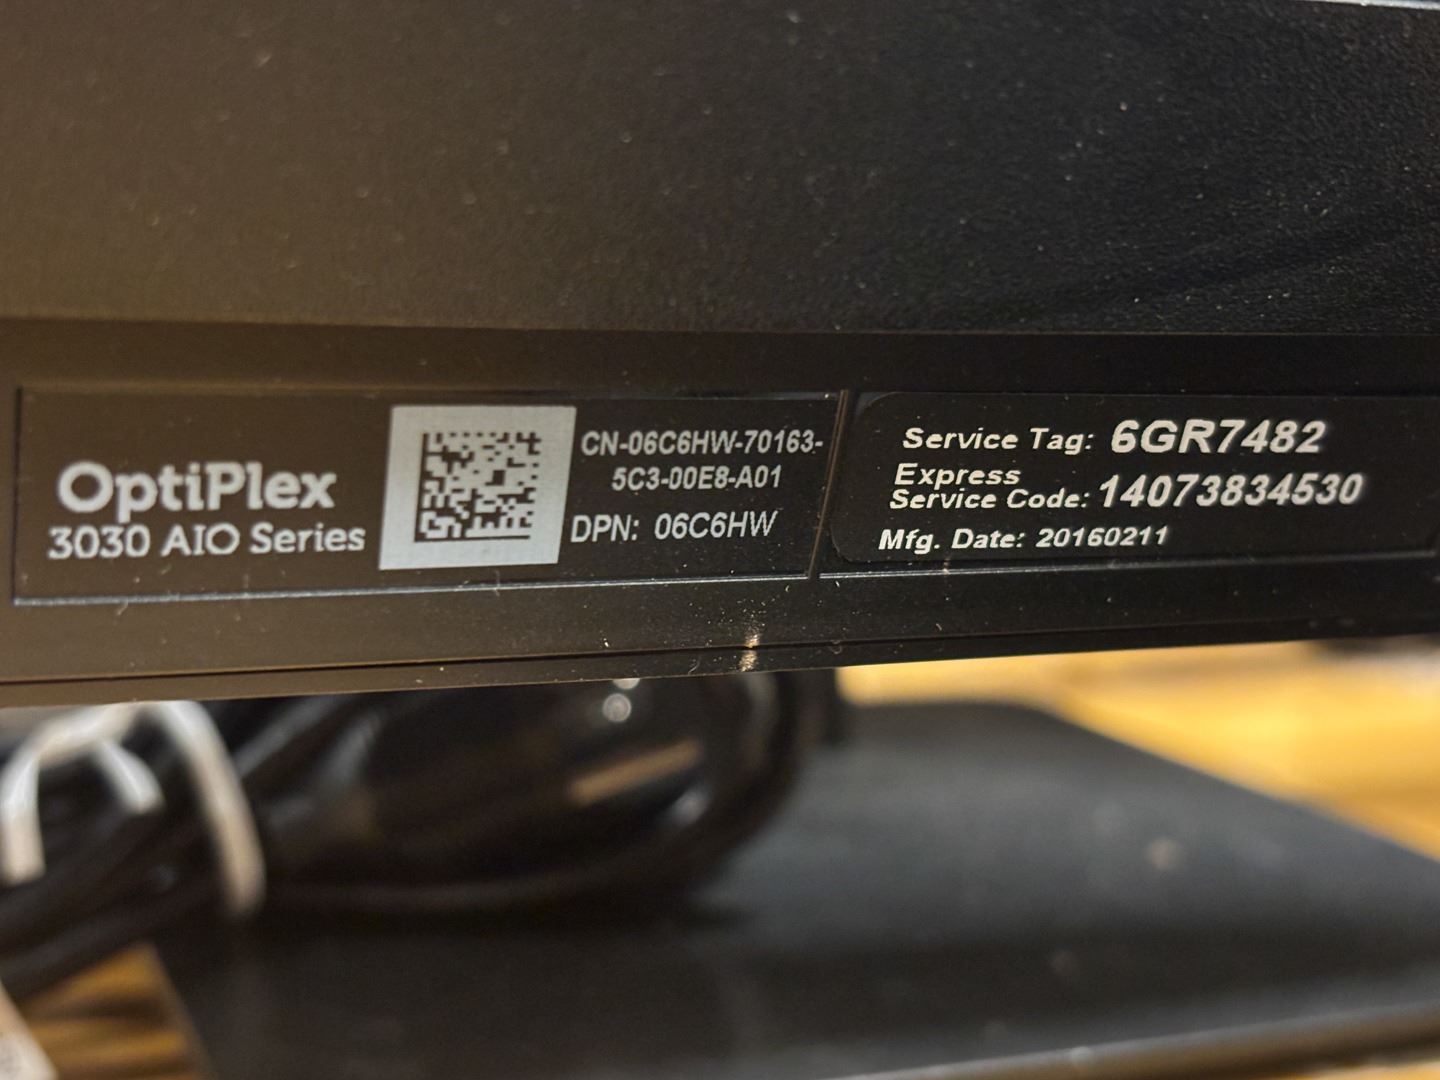 OptiPlex
3030 AIO Series
CN-06C6HW-70163-
5C3-00E8-A01
DPN: 06C6HW
Service Tag: 6GR7482
Express
Service Code: 14073834530
Mfg. Date: 20160211